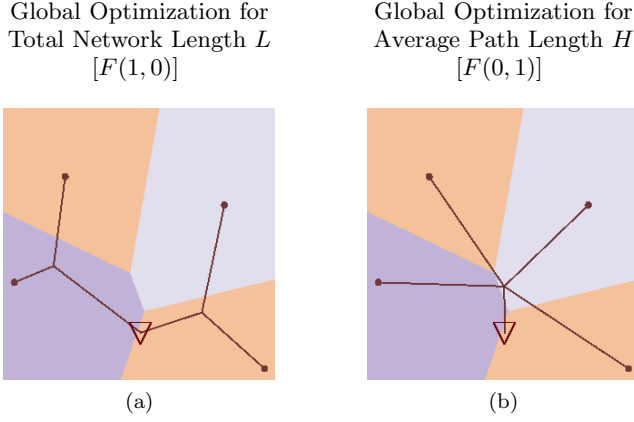 Global Optimization for
Total Network Length L
[F(1, 0)]
Global Optimization for
Average Path Length H
[F(0, 1)]
(a)
(b)